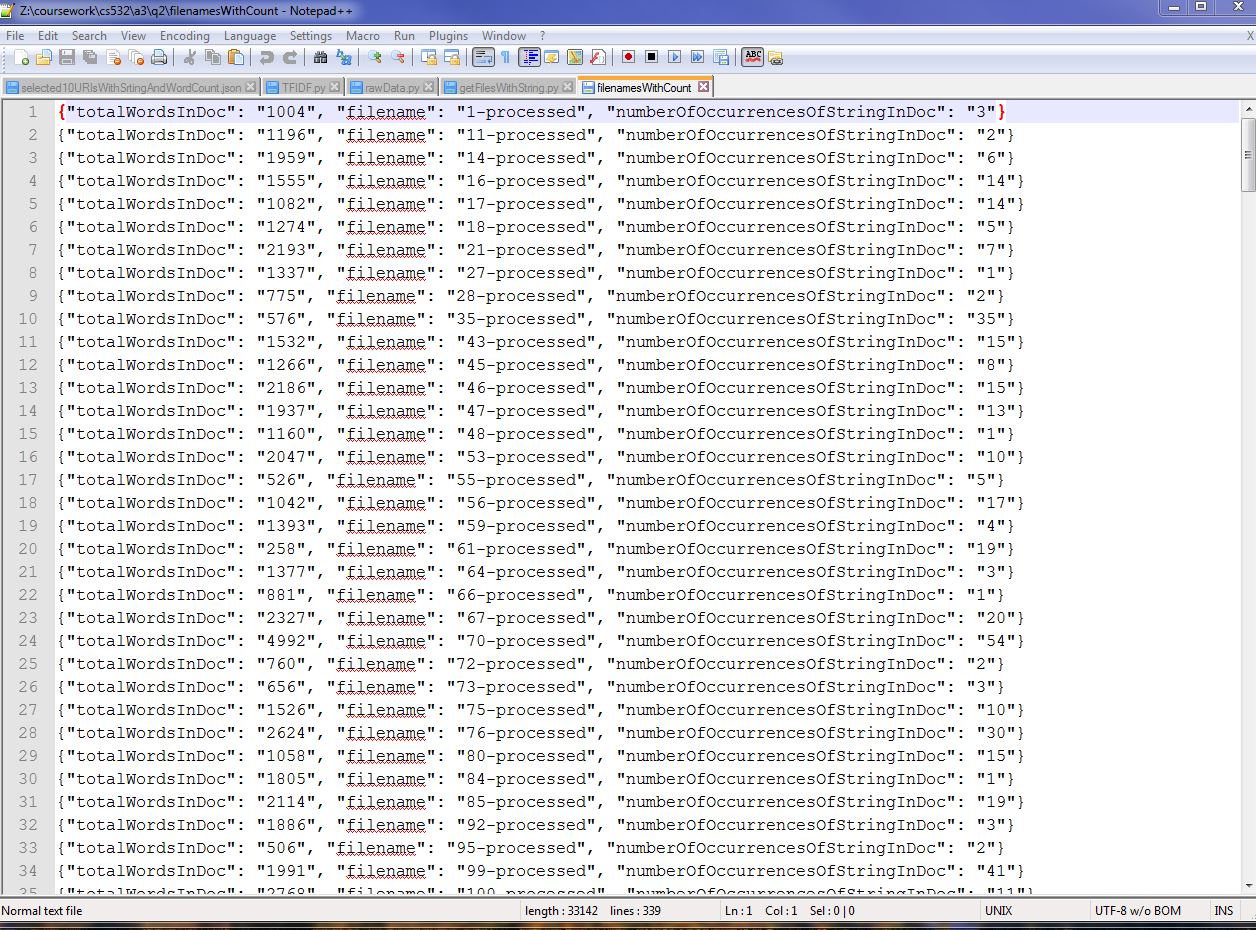 Z:\coursework\cs532\a3\q2\filenamesWithCount - Notepad++
File Edit Search View Encoding Language Settings Macro Run Plugins Window ? X
ABC
selected10URIsWithSrtingAndWordCount.json TFIDF.py rawData.py getFilesWithString.py filenamesWithCount
1 {"totalWordsInDoc": "1004", "filename": "1-processed", "numberOfOccurrencesOfStringInDoc": "3"}
2 {"totalWordsInDoc": "1196", "filename": "11-processed", "numberOfOccurrencesOfStringInDoc": "2"}
3 {"totalWordsInDoc": "1959", "filename": "14-processed", "numberOfOccurrencesOfStringInDoc": "6"}
4 {"totalWordsInDoc": "1555", "filename": "16-processed", "numberOfOccurrencesOfStringInDoc": "14"}
5 {"totalWordsInDoc": "1082", "filename": "17-processed", "numberOfOccurrencesOfStringInDoc": "14"}
6 {"totalWordsInDoc": "1274", "filename": "18-processed", "numberOfOccurrencesOfStringInDoc": "5"}
7 {"totalWordsInDoc": "2193", "filename": "21-processed", "numberOfOccurrencesOfStringInDoc": "7"}
8 {"totalWordsInDoc": "1337", "filename": "27-processed", "numberOfOccurrencesOfStringInDoc": "1"}
9 {"totalWordsInDoc": "775", "filename": "28-processed", "numberOfOccurrencesOfStringInDoc": "2"}
10 {"totalWordsInDoc": "576", "filename": "35-processed", "numberOfOccurrencesOfStringInDoc": "35"}
11 {"totalWordsInDoc": "1532", "filename": "43-processed", "numberOfOccurrencesOfStringInDoc": "15"}
12 {"totalWordsInDoc": "1266", "filename": "45-processed", "numberOfOccurrencesOfStringInDoc": "8"}
13 {"totalWordsInDoc": "2186", "filename": "46-processed", "numberOfOccurrencesOfStringInDoc": "15"}
14 {"totalWordsInDoc": "1937", "filename": "47-processed", "numberOfOccurrencesOfStringInDoc": "13"}
15 {"totalWordsInDoc": "1160", "filename": "48-processed", "numberOfOccurrencesOfStringInDoc": "1"}
16 {"totalWordsInDoc": "2047", "filename": "53-processed", "numberOfOccurrencesOfStringInDoc": "10"}
17 {"totalWordsInDoc": "526", "filename": "55-processed", "numberOfOccurrencesOfStringInDoc": "5"}
18 {"totalWordsInDoc": "1042", "filename": "56-processed", "numberOfOccurrencesOfStringInDoc": "17"}
19 {"totalWordsInDoc": "1393", "filename": "59-processed", "numberOfOccurrencesOfStringInDoc": "4"}
20 {"totalWordsInDoc": "258", "filename": "61-processed", "numberOfOccurrencesOfStringInDoc": "19"}
21 {"totalWordsInDoc": "1377", "filename": "64-processed", "numberOfOccurrencesOfStringInDoc": "3"}
22 {"totalWordsInDoc": "881", "filename": "66-processed", "numberOfOccurrencesOfStringInDoc": "1"}
23 {"totalWordsInDoc": "2327", "filename": "67-processed", "numberOfOccurrencesOfStringInDoc": "20"}
24 {"totalWordsInDoc": "4992", "filename": "70-processed", "numberOfOccurrencesOfStringInDoc": "54"}
25 {"totalWordsInDoc": "760", "filename": "72-processed", "numberOfOccurrencesOfStringInDoc": "2"}
26 {"totalWordsInDoc": "656", "filename": "73-processed", "numberOfOccurrencesOfStringInDoc": "3"}
27 {"totalWordsInDoc": "1526", "filename": "75-processed", "numberOfOccurrencesOfStringInDoc": "10"}
28 {"totalWordsInDoc": "2624", "filename": "76-processed", "numberOfOccurrencesOfStringInDoc": "30"}
29 {"totalWordsInDoc": "1058", "filename": "80-processed", "numberOfOccurrencesOfStringInDoc": "15"}
30 {"totalWordsInDoc": "1805", "filename": "84-processed", "numberOfOccurrencesOfStringInDoc": "1"}
31 {"totalWordsInDoc": "2114", "filename": "85-processed", "numberOfOccurrencesOfStringInDoc": "19"}
32 {"totalWordsInDoc": "1886", "filename": "92-processed", "numberOfOccurrencesOfStringInDoc": "3"}
33 {"totalWordsInDoc": "506", "filename": "95-processed", "numberOfOccurrencesOfStringInDoc": "2"}
34 {"totalWordsInDoc": "1991", "filename": "99-processed", "numberOfOccurrencesOfStringInDoc": "41"}
35 {"totalWordsInDoc": "2768", "filename": "100-processed", "numberOfOccurrencesOfStringInDoc": "11"}
Normal text file length : 33142 lines : 339 Ln : 1 Col : 1 Sel : 0 | 0 UNIX UTF-8 w/o BOM INS